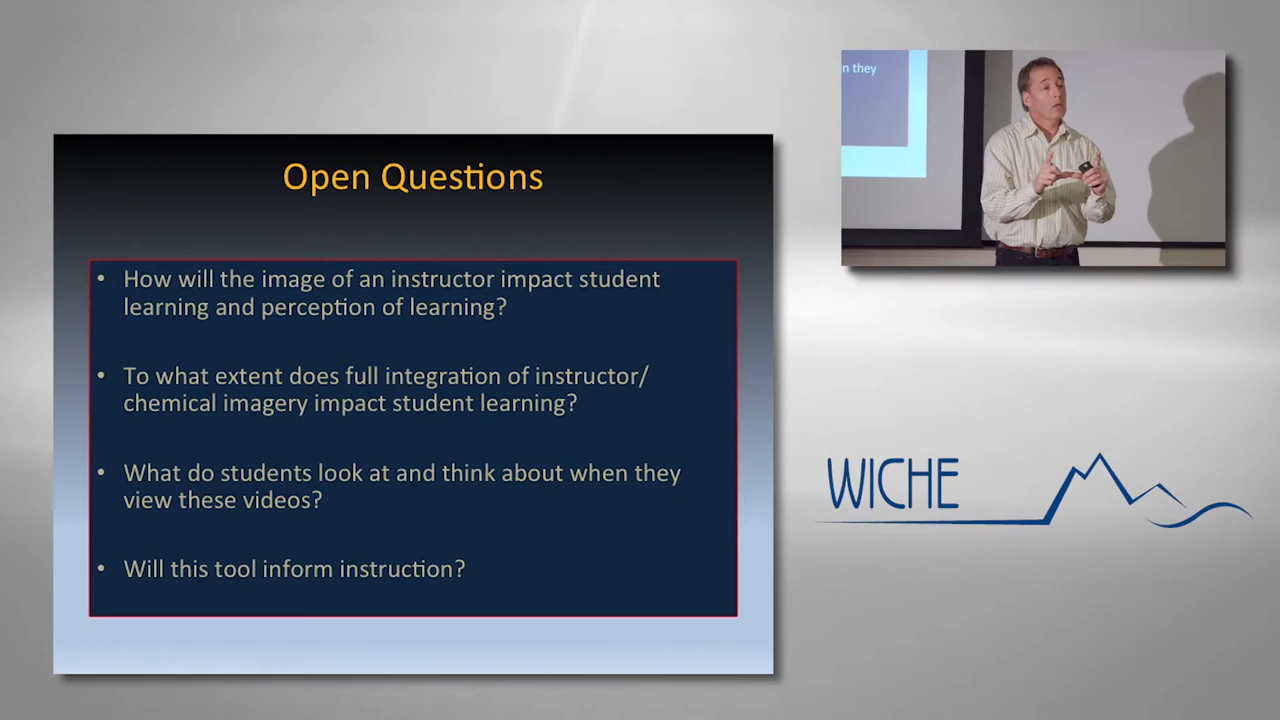 Open Questions
• How will the image of an instructor impact student
learning and perception of learning?
• To what extent does full integration of instructor/
chemical imagery impact student learning?
• What do students look at and think about when they
view these videos?
• Will this tool inform instruction?
n they
WICHE